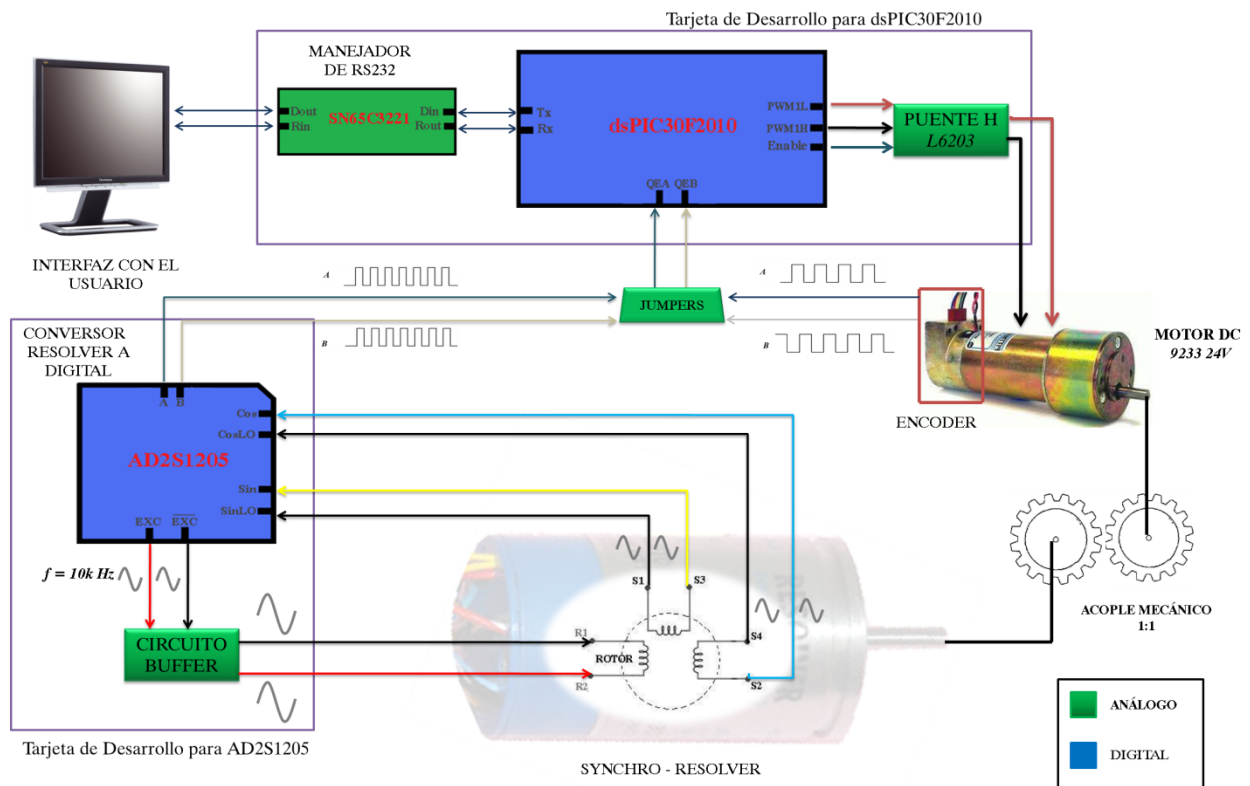 Tarjeta de Desarrollo para dsPIC30F2010
MANEJADOR
DE RS232
Dout
Rin
SN65C3221
Din
Rout
Tx
Rx
dsPIC30F2010
PWM1L
PWM1H
Enable
QEA
QEB
PUENTE H
L6203
INTERFAZ CON EL
USUARIO
A
B
JUMPERS
A
B
MOTOR DC
9233 24V
ENCODER
CONVERSOR
RESOLVER A
DIGITAL
A
B
Cos
CosLO
AD2S1205
Sin
SinLO
EXC
EXC
f = 10k Hz
CIRCUITO
BUFFER
S1
S3
S4
S2
R1
R2
ROTOR
RESOLVER
ACOPLE MECÁNICO
1:1
Tarjeta de Desarrollo para AD2S1205
SYNCHRO - RESOLVER
ANÁLOGO
DIGITAL